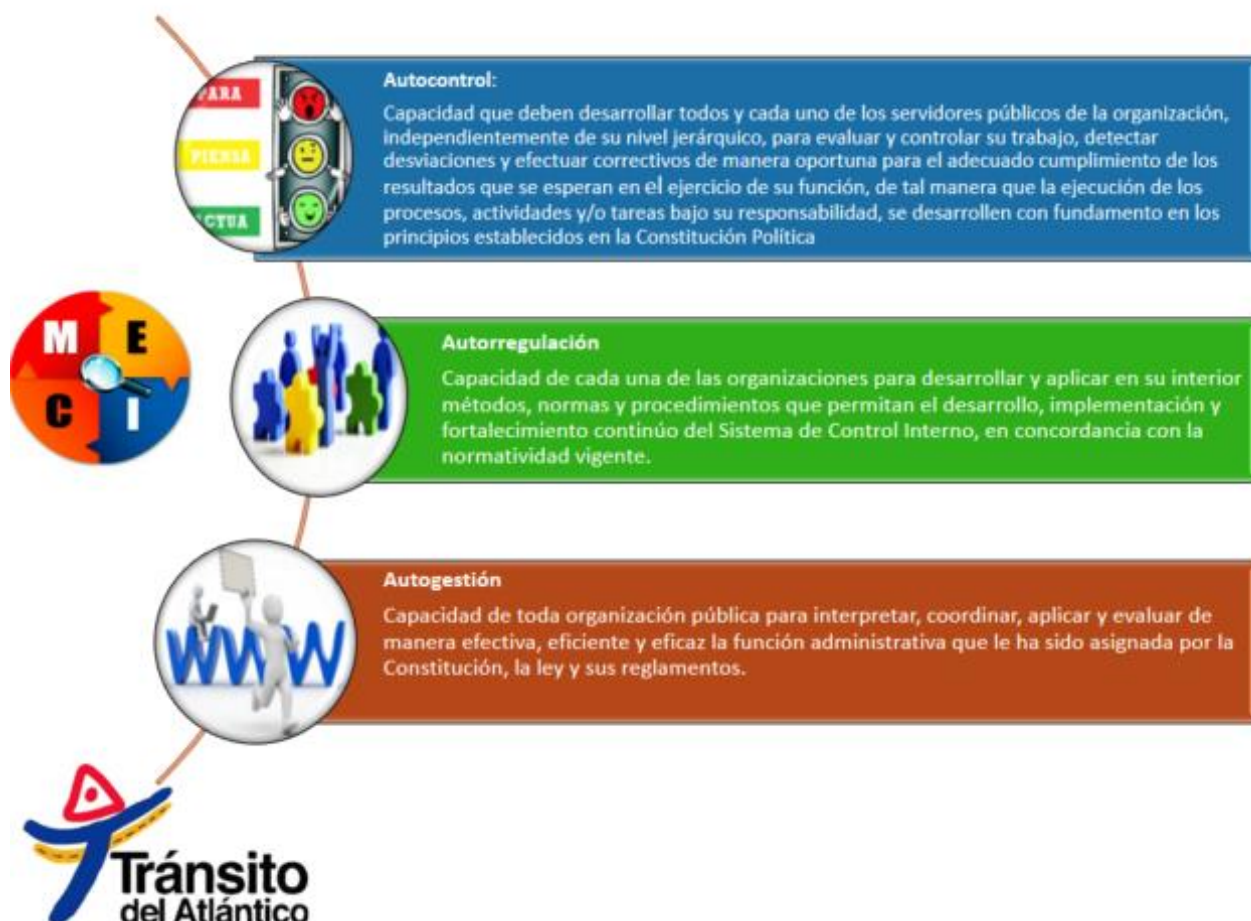 PARA
PIENSA
ACTUA
Autocontrol:
Capacidad que deben desarrollar todos y cada uno de los servidores públicos de la organización,
independientemente de su nivel jerárquico, para evaluar y controlar su trabajo, detectar
desviaciones y efectuar correctivos de manera oportuna para el adecuado cumplimiento de los
resultados que se esperan en el ejercicio de su función, de tal manera que la ejecución de los
procesos, actividades y/o tareas bajo su responsabilidad, se desarrollen con fundamento en los
principios establecidos en la Constitución Política
M E
C I
Autorregulación
Capacidad de cada una de las organizaciones para desarrollar y aplicar en su interior
métodos, normas y procedimientos que permitan el desarrollo, implementación y
fortalecimiento continúo del Sistema de Control Interno, en concordancia con la
normatividad vigente.
WWW
Autogestión
Capacidad de toda organización pública para interpretar, coordinar, aplicar y evaluar de
manera efectiva, eficiente y eficaz la función administrativa que le ha sido asignada por la
Constitución, la ley y sus reglamentos.
Tránsito
del Atlántico